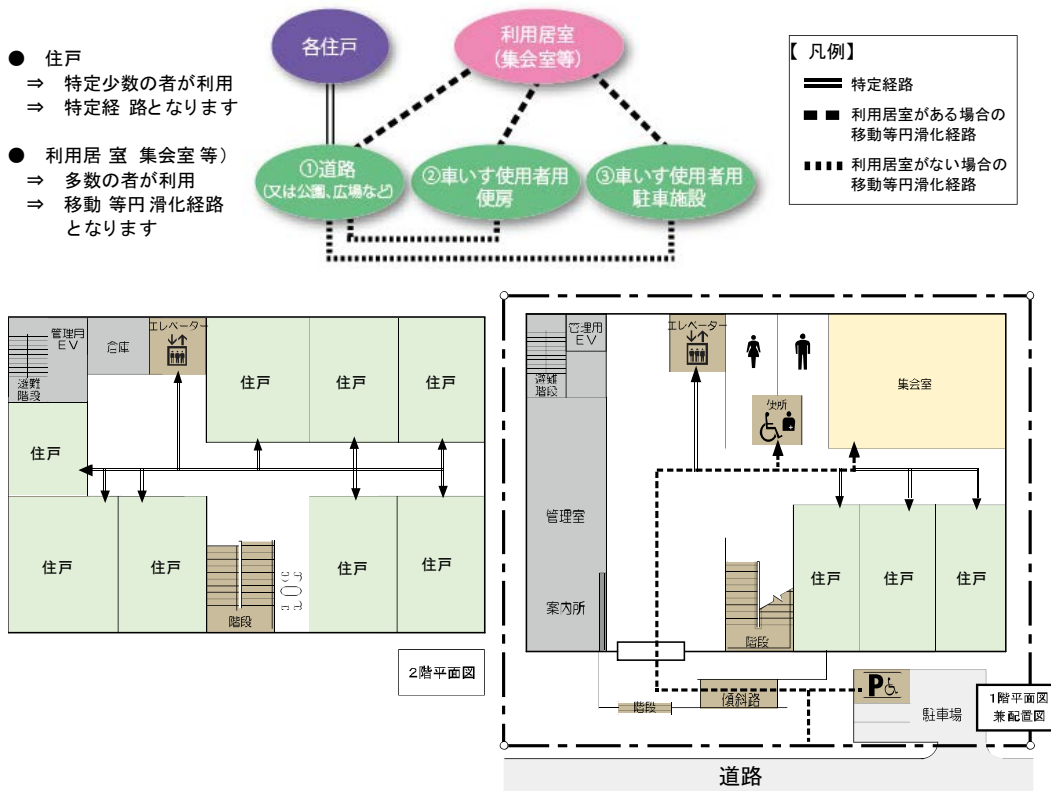 ● 住戸
⇒ 特定少数の者が利用
⇒ 特定経 路となります
● 利用居 室 集会室 等）
⇒ 多数の者が利用
⇒ 移動 等円 滑化経路
となります
各住戸
利用居室
（集会室等）
①道路
（又は公園、広場など）
②車いす使用者用
便房
③車いす使用者用
駐車施設
【 凡例】
特定経路
利用居室がある場合の
移動等円滑化経路
利用居室がない場合の
移動等円滑化経路
管理用
EV
避難
階段
倉庫
エレベーター
住戸
住戸
住戸
住戸
住戸
住戸
階段
住戸
住戸
2階平面図
管理用
EV
避難
階段
エレベーター
便所
集会室
管理室
案内所
階段
住戸
住戸
住戸
階段
傾斜路
P
駐車場
1階平面図
兼配置図
道路